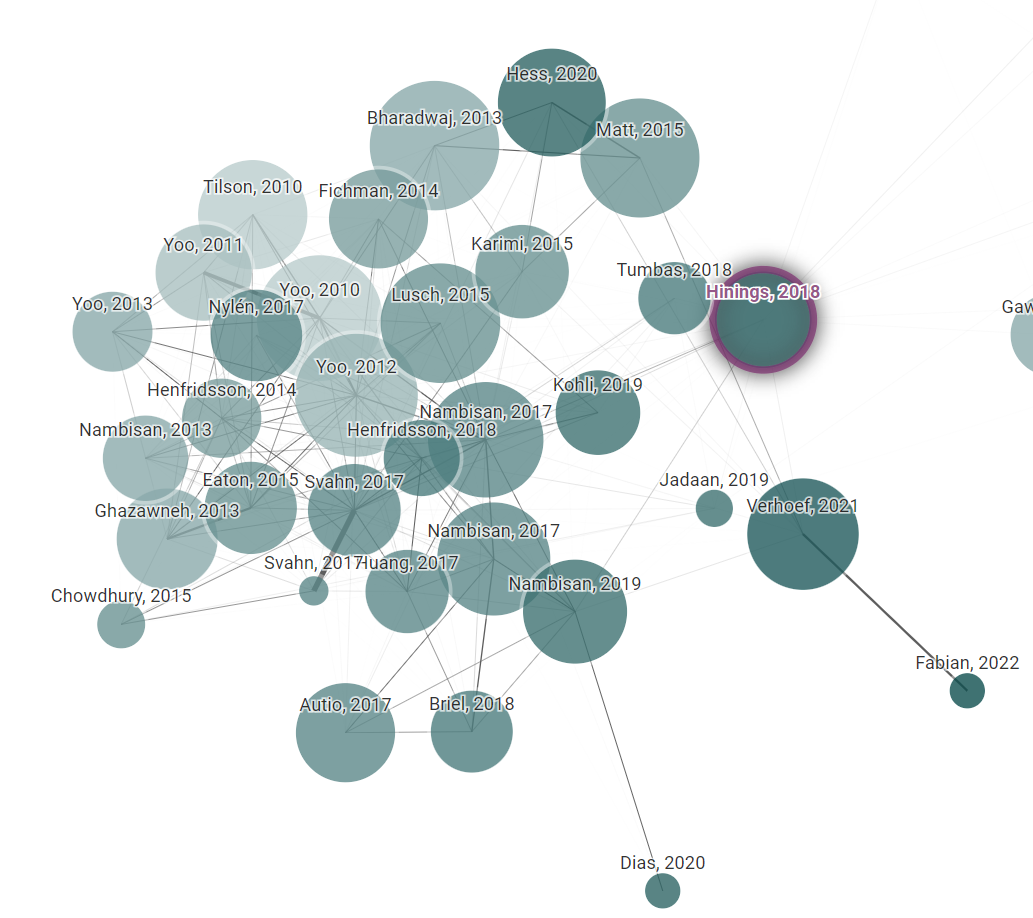 Hess, 2020
Bharadwaj, 2013
Matt, 2015
Tilson, 2010
Fichman, 2014
Yoo, 2011
Karimi, 2015
Tumbas, 2018
Hinings, 2018
Yoo, 2010
Lusch, 2015
Yoo, 2013
Nylén, 2017
Gaw
Yoo, 2012
Kohli, 2019
Henfridsson, 2014
Nambisan, 2017
Nambisan, 2013
Henfridsson, 2018
Eaton, 2015
Svahn, 2017
Jadaan, 2019
Ghazawneh, 2013
Verhoef, 2021
Nambisan, 2017
Svahn, 2017
Huang, 2017
Nambisan, 2019
Chowdhury, 2015
Fabian, 2022
Autio, 2017
Briel, 2018
Dias, 2020